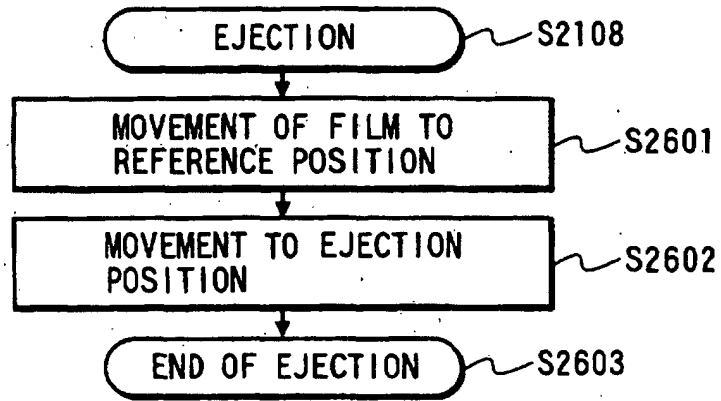 EJECTION
S2108
MOVEMENT OF FILM TO
REFERENCE POSITION
S2601
MOVEMENT TO EJECTION
POSITION
S2602
END OF EJECTION
S2603